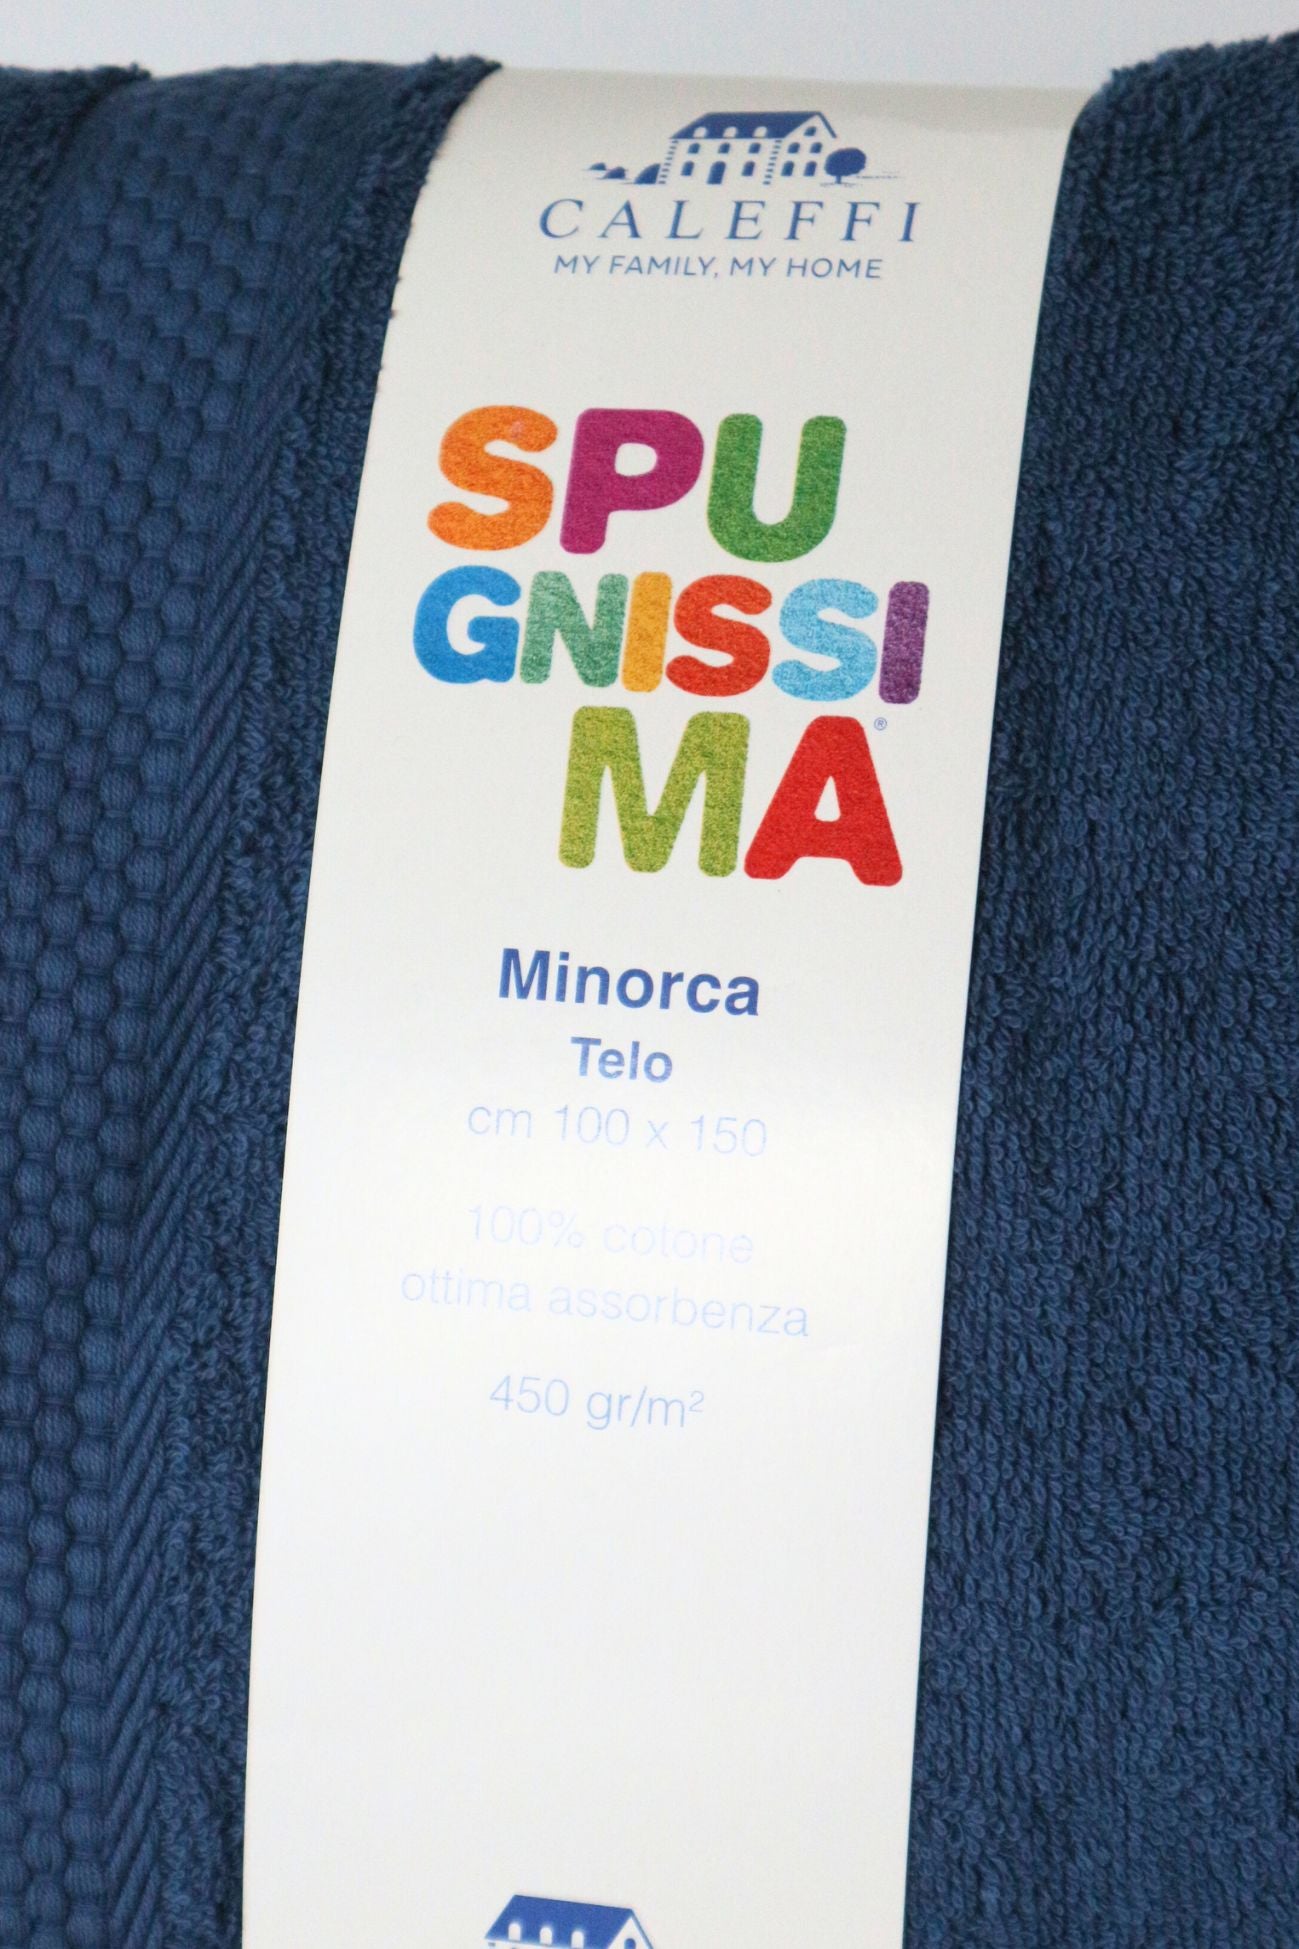 CALEFFI
MY FAMILY, MY HOME
SPU
GNISSI
MA®
Minorca
Telo
cm 100 x 150
100% cotone
ottima assorbenza
450 gr/m²